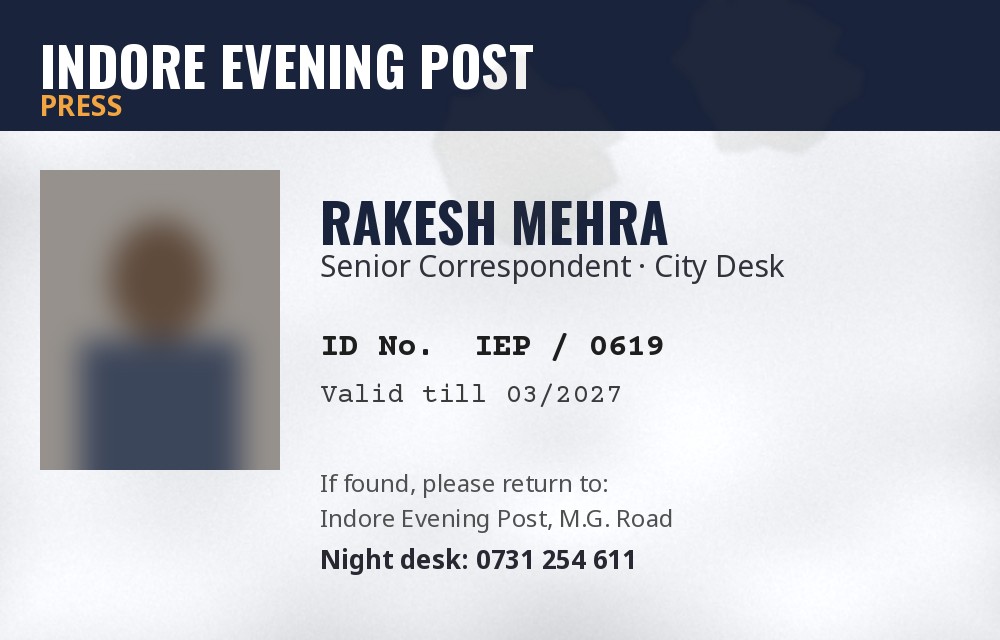 INDORE EVENING POST
PRESS
RAKESH MEHRA
Senior Correspondent · City Desk
ID No. IEP / 0619
Valid till 03/2027
If found, please return to:
Indore Evening Post, M.G. Road
Night desk: 0731 254 611